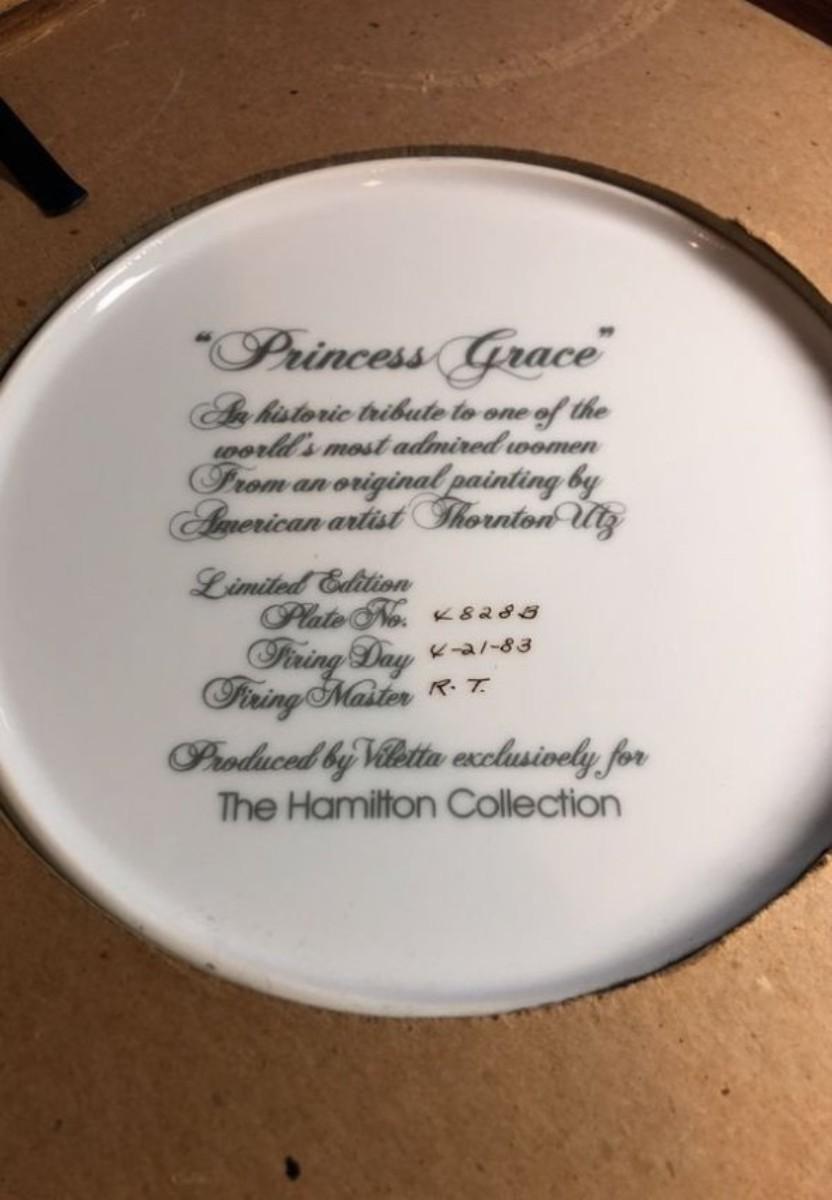 “Princess Grace”
An historic tribute to one of the
world's most admired women
From an original painting by
American artist Thornton Utz
Limited Edition
Plate No. 4828B
Firing Day 4-21-83
Firing Master R. T.
Produced by Viletta exclusively for
The Hamilton Collection